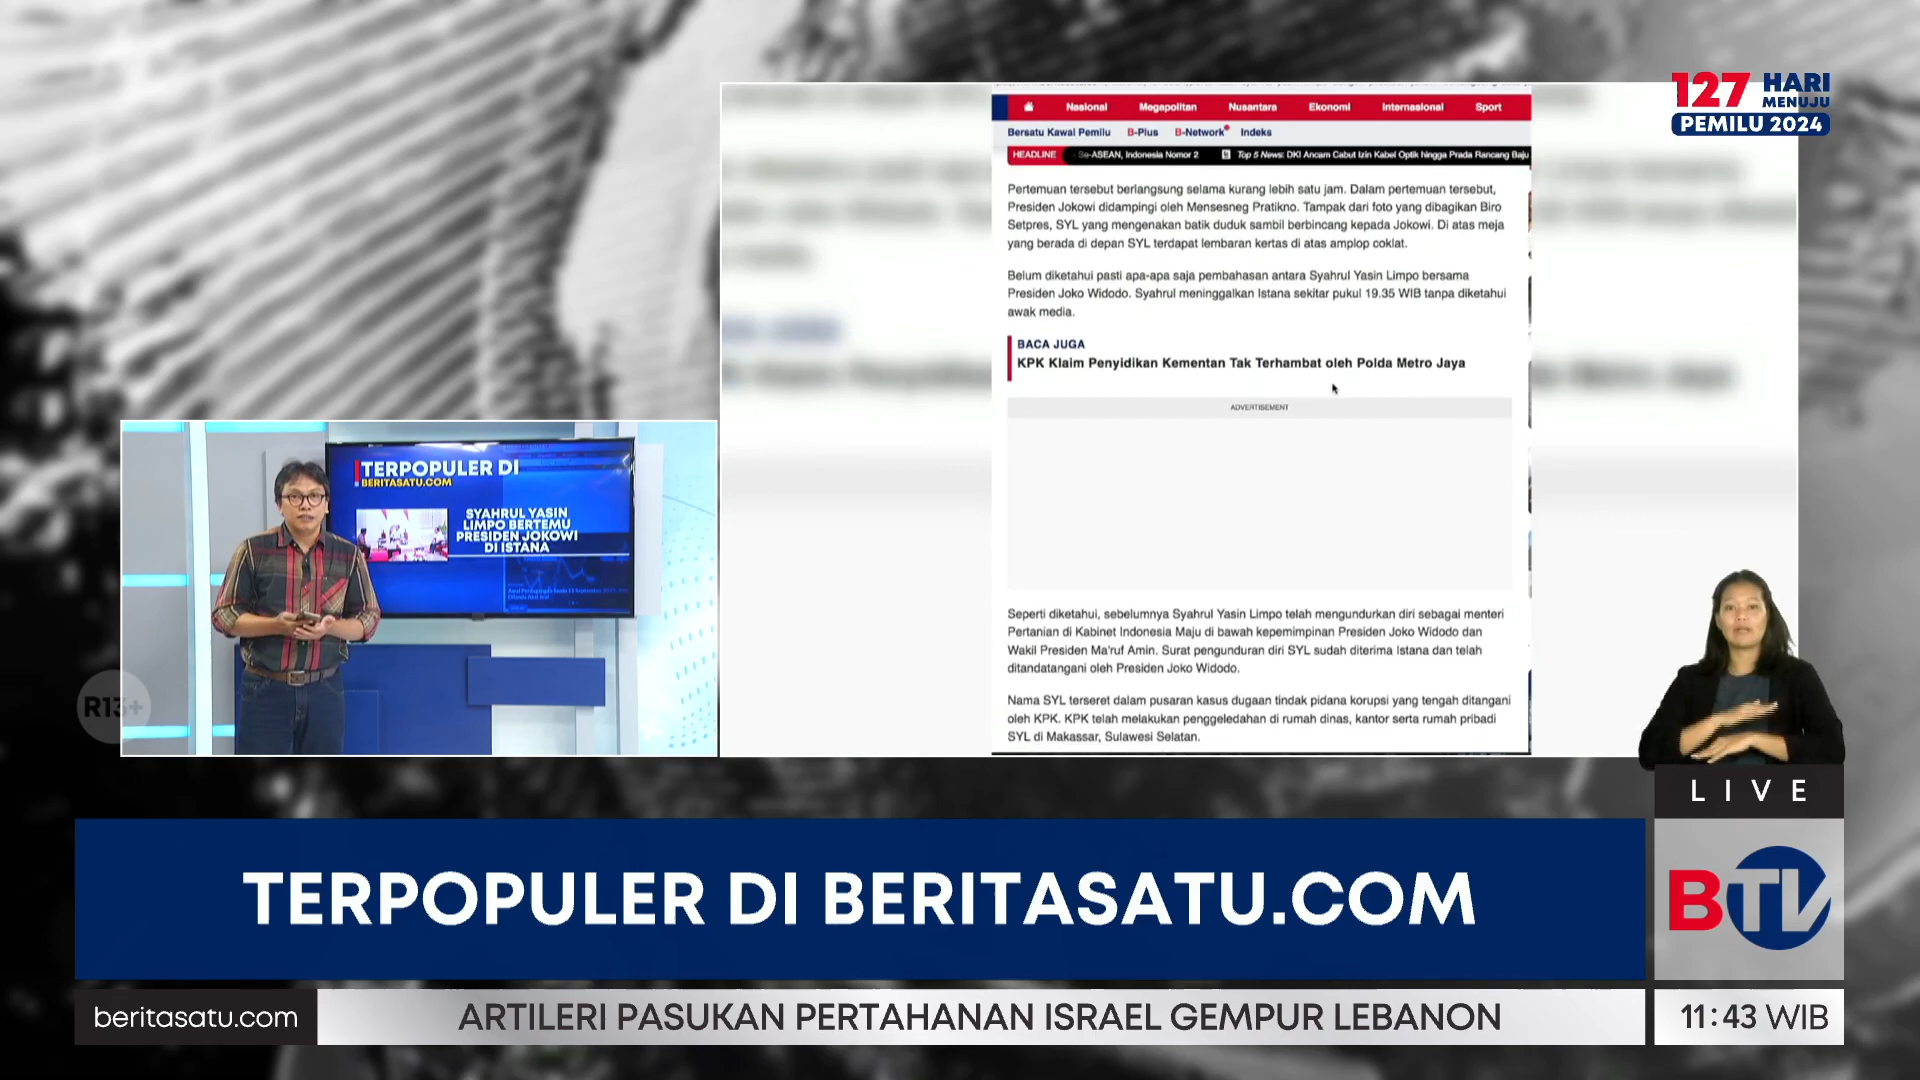 127 HARI
MENUJU
PEMILU 2024
Nasional Megapolitan Nusantara Ekonomi Internasional Sport
Bersatu Kawal Pemilu B-Plus B-Network Indeks
HEADLINE Se-ASEAN, Indonesia Nomor 2 Top 5 News: DKI Ancam Cabut Izin Kabel Optik hingga Prada Rancang Baju
Pertemuan tersebut berlangsung selama kurang lebih satu jam. Dalam pertemuan tersebut,
Presiden Jokowi didampingi oleh Mensesneg Pratikno. Tampak dari foto yang dibagikan Biro
Setpres, SYL yang mengenakan batik duduk sambil berbincang kepada Jokowi. Di atas meja
yang berada di depan SYL terdapat lembaran kertas di atas amplop coklat.
Belum diketahui pasti apa-apa saja pembahasan antara Syahrul Yasin Limpo bersama
Presiden Joko Widodo. Syahrul meninggalkan Istana sekitar pukul 19.35 WIB tanpa diketahui
awak media.
BACA JUGA
KPK Klaim Penyidikan Kementan Tak Terhambat oleh Polda Metro Jaya
ADVERTISEMENT
Seperti diketahui, sebelumnya Syahrul Yasin Limpo telah mengundurkan diri sebagai menteri
Pertanian di Kabinet Indonesia Maju di bawah kepemimpinan Presiden Joko Widodo dan
Wakil Presiden Ma'ruf Amin. Surat pengunduran diri SYL sudah diterima Istana dan telah
ditandatangani oleh Presiden Joko Widodo.
Nama SYL terseret dalam pusaran kasus dugaan tindak pidana korupsi yang tengah ditangani
oleh KPK. KPK telah melakukan penggeledahan di rumah dinas, kantor serta rumah pribadi
SYL di Makassar, Sulawesi Selatan.
TERPOPULER DI
BERITASATU.COM
SYAHRUL YASIN
LIMPO BERTEMU
PRESIDEN JOKOWI
DI ISTANA
R13+
LIVE
TERPOPULER DI BERITASATU.COM
BTV
beritasatu.com ARTILERI PASUKAN PERTAHANAN ISRAEL GEMPUR LEBANON 11:43 WIB